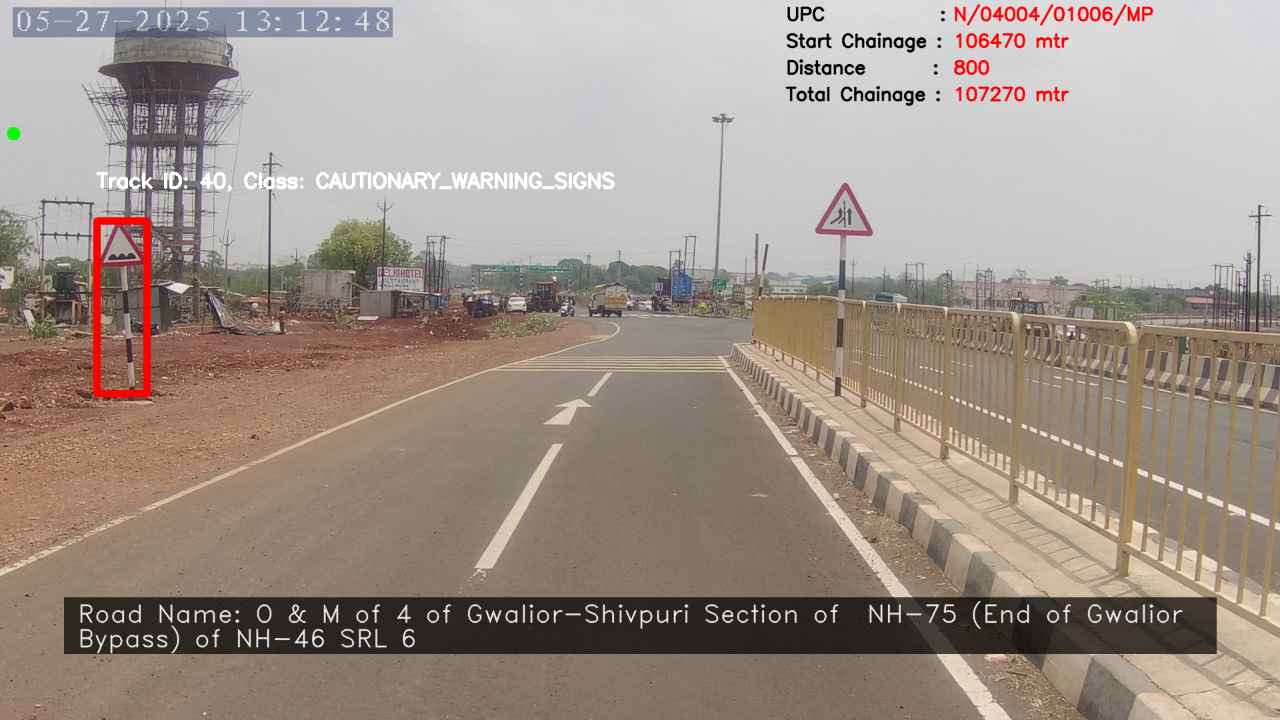 05-27-2025 13:12:48
UPC : N/04004/01006/MP
Start Chainage : 106470 mtr
Distance : 800
Total Chainage : 107270 mtr
Track ID: 40, Class: CAUTIONARY_WARNING_SIGNS
Road Name: O & M of 4 of Gwalior-Shivpuri Section of NH-75 (End of Gwalior
Bypass) of NH-46 SRL 6